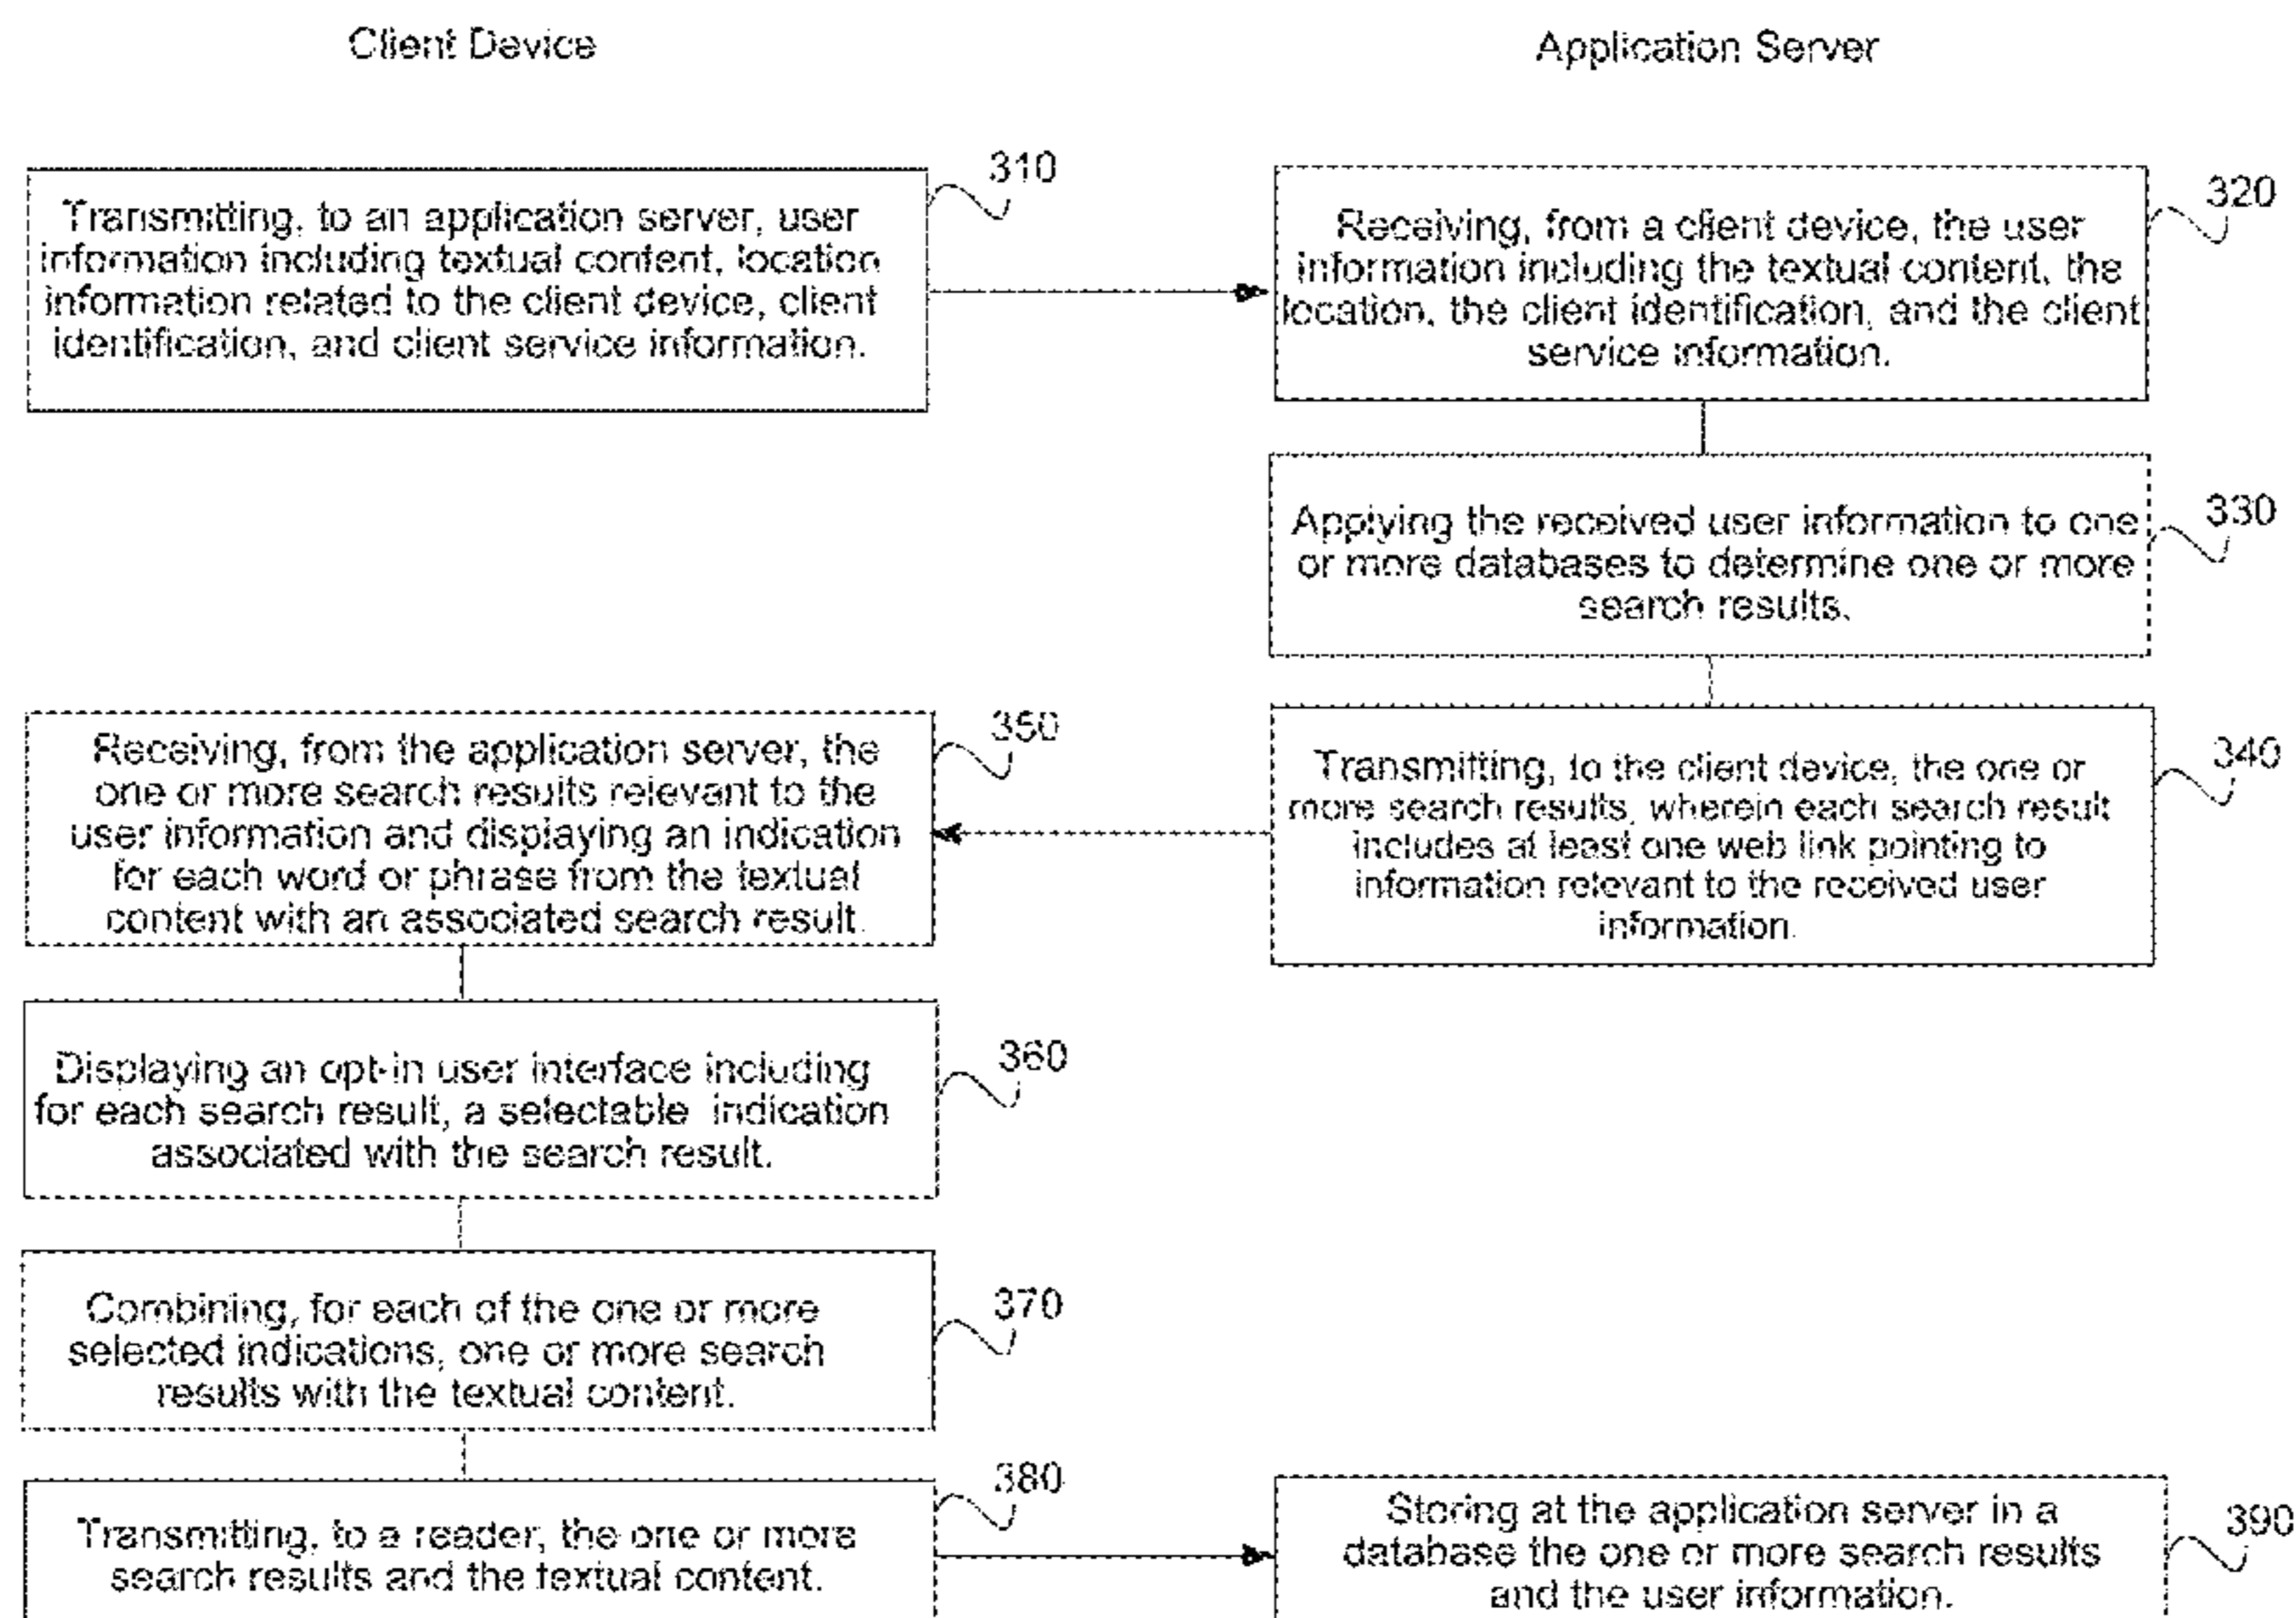 Client Device
Application Server
310
Transmitting, to an application server, user
information including textual content, location
information related to the client device, client
identification, and client service information.
320
Receiving, from a client device, the user
information including the textual content, the
location, the client identification, and the client
service information.
330
Applying the received user information to one
or more databases to determine one or more
search results.
340
Transmitting, to the client device, the one or
more search results, wherein each search result
includes at least one web link pointing to
information relevant to the received user
information.
350
Receiving, from the application server, the
one or more search results relevant to the
user information and displaying an indication
for each word or phrase from the textual
content with an associated search result.
360
Displaying an opt-in user interface including
for each search result, a selectable indication
associated with the search result.
370
Combining, for each of the one or more
selected indications, one or more search
results with the textual content.
380
Transmitting, to a reader, the one or more
search results and the textual content.
390
Storing at the application server in a
database the one or more search results
and the user information.